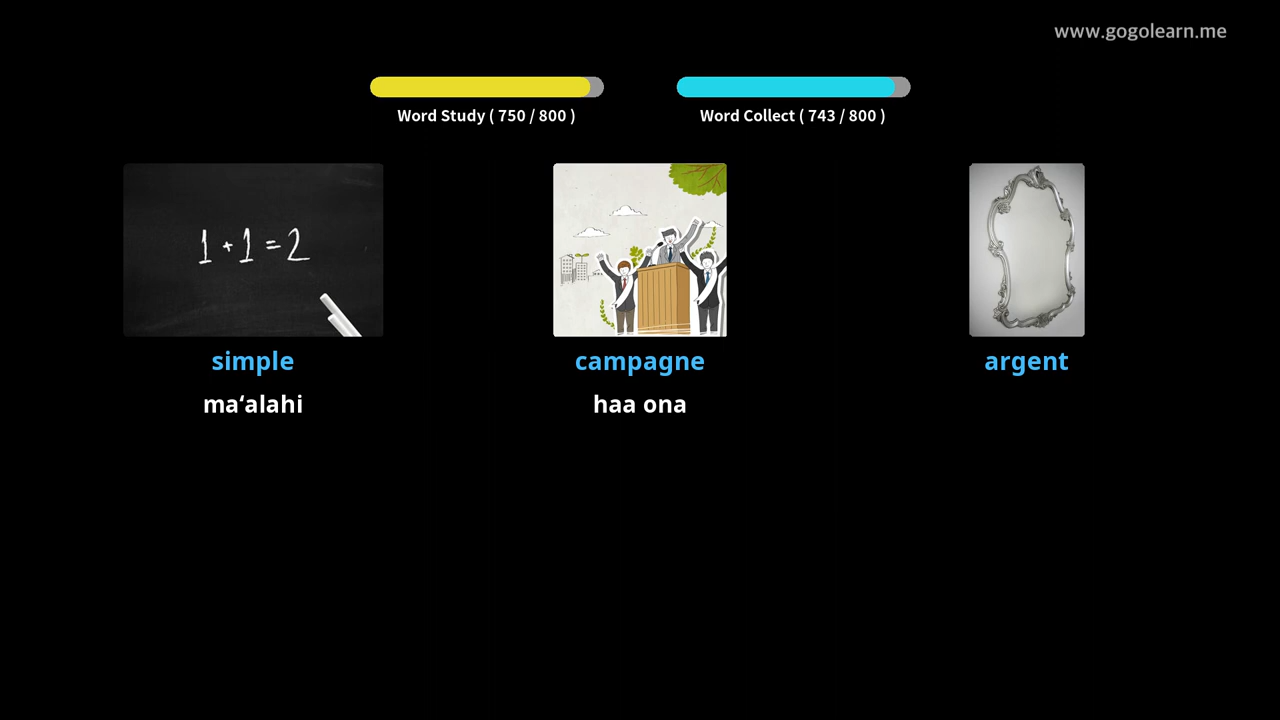 www.gogolearn.me
Word Study ( 750 / 800 )
Word Collect ( 743 / 800 )
1 + 1 = 2
simple
campagne
argent
ma‘alahi
haa ona